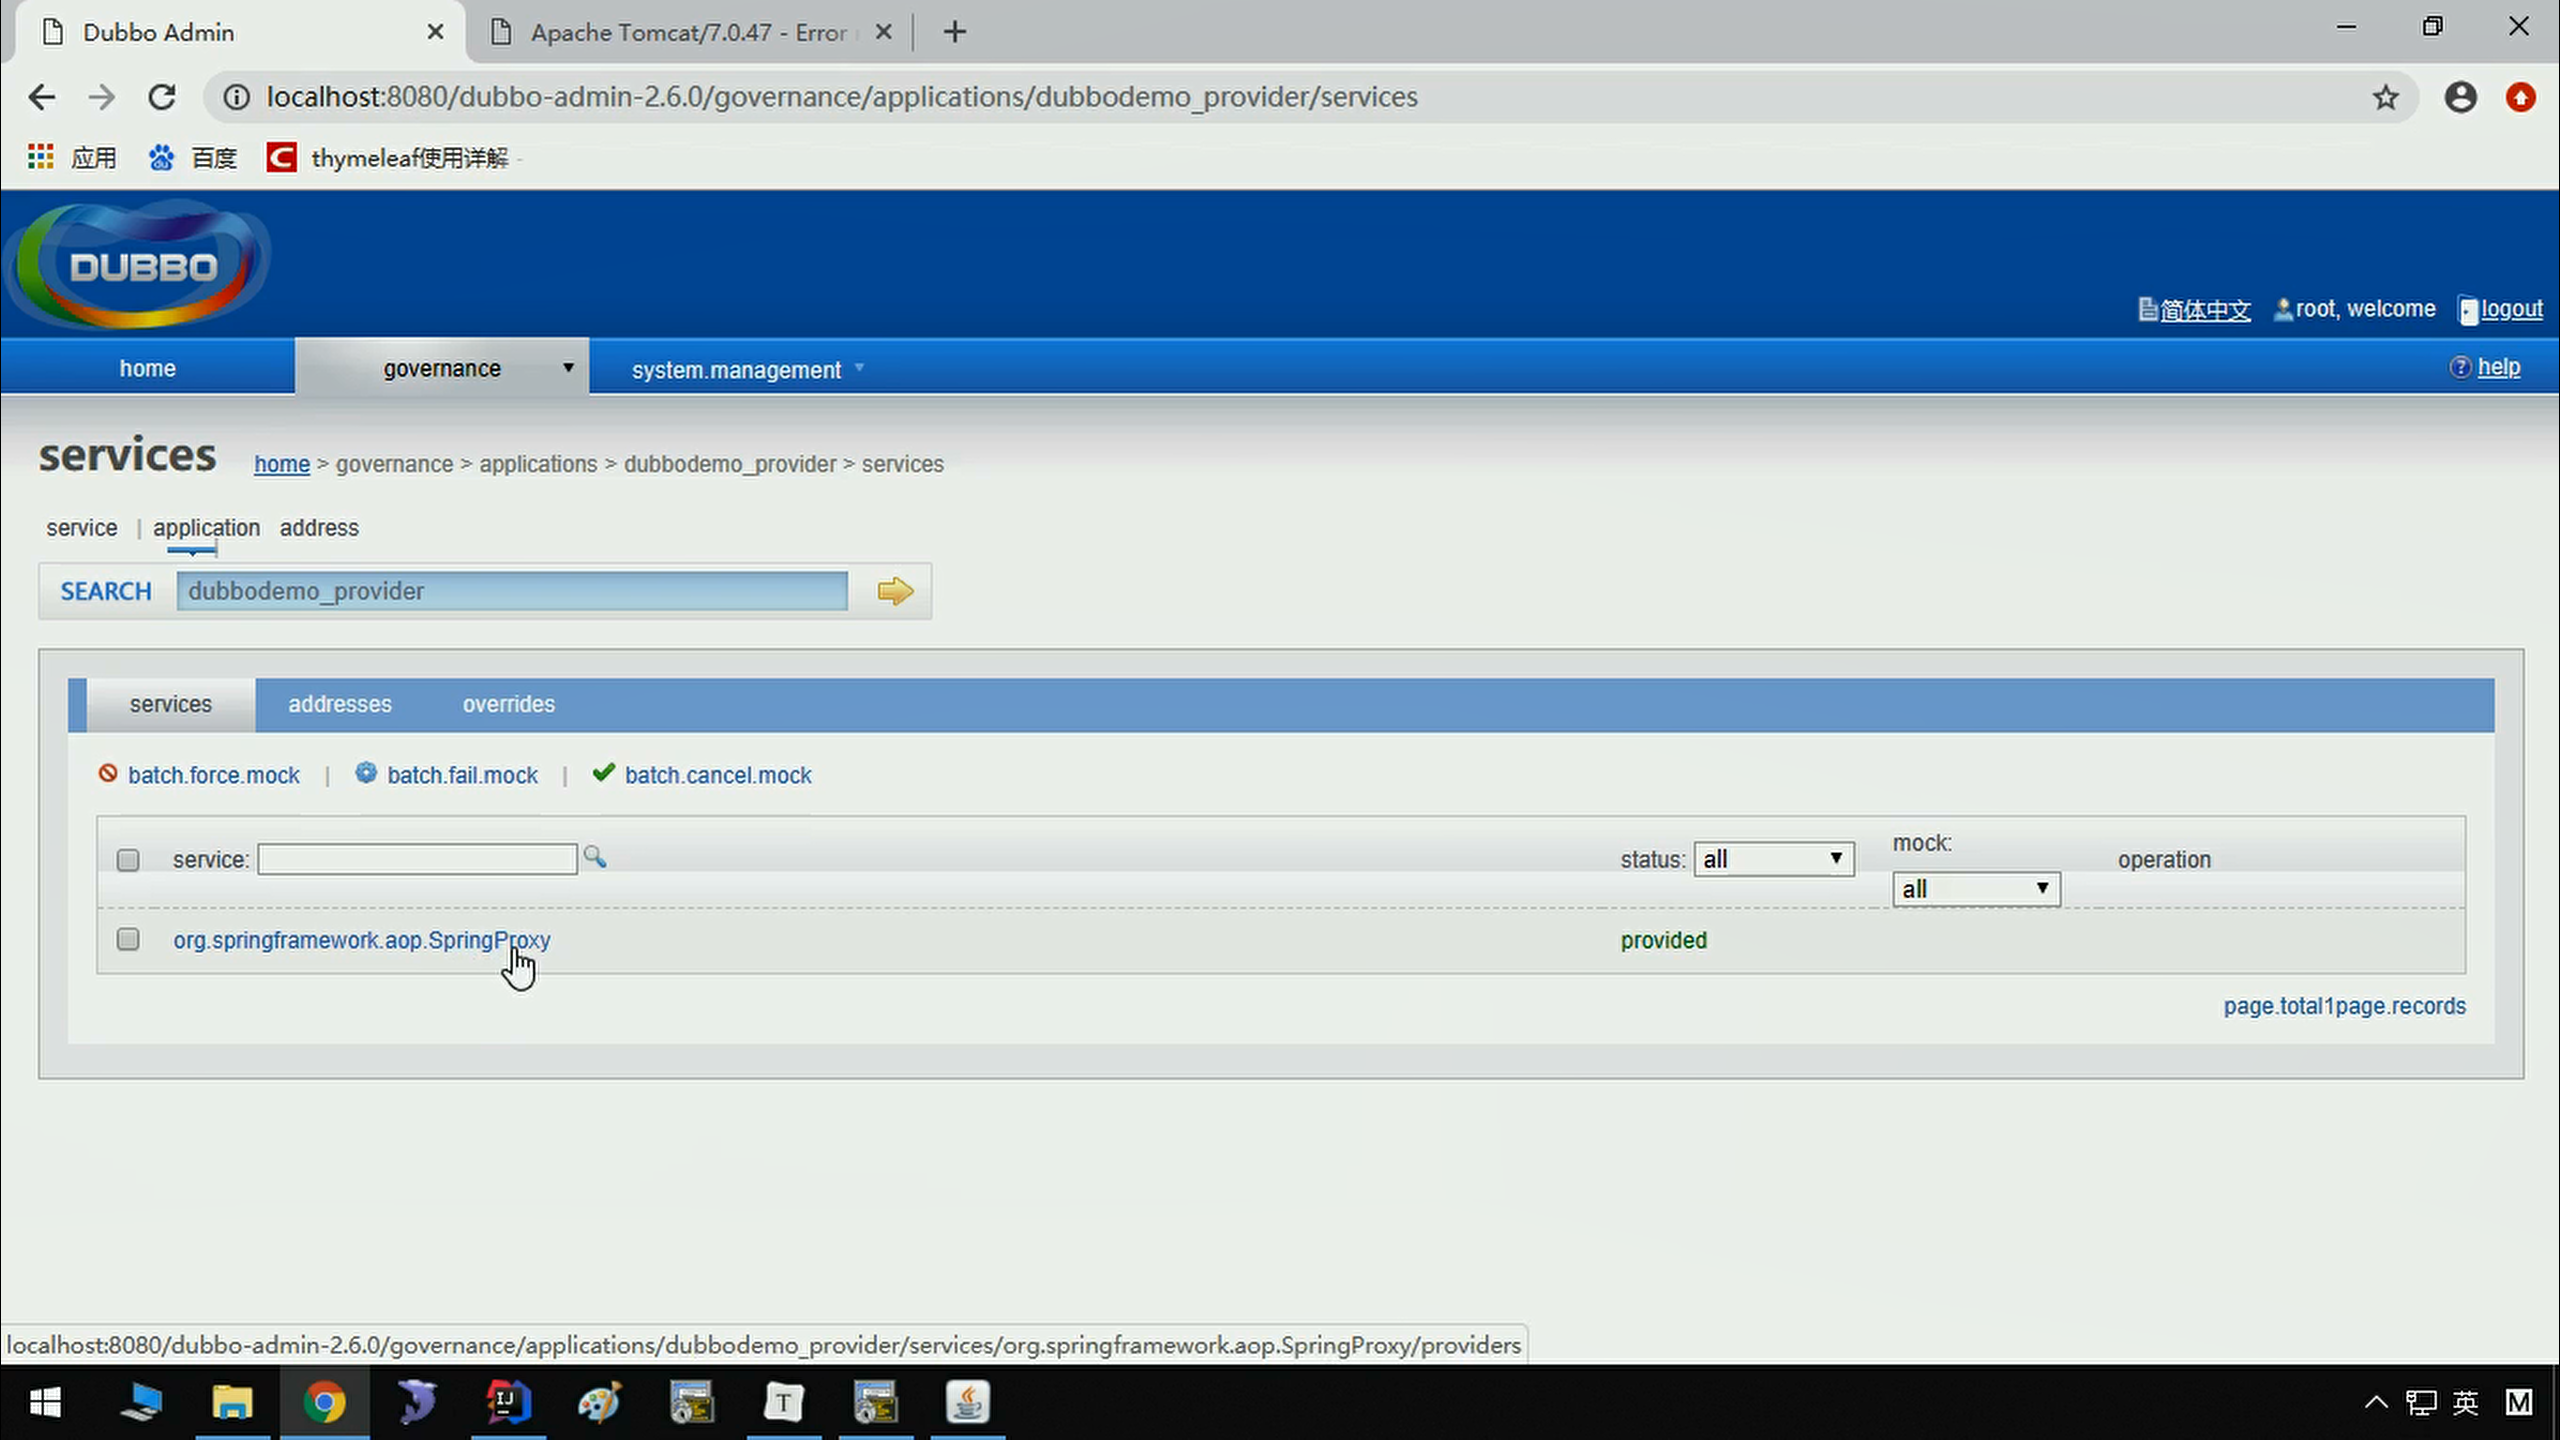 Dubbo Admin
Apache Tomcat/7.0.47 - Error
localhost:8080/dubbo-admin-2.6.0/governance/applications/dubbodemo_provider/services
应用 百度 thymeleaf使用详解 -
DUBBO
简体中文 root, welcome logout
home governance system.management help
services home > governance > applications > dubbodemo_provider > services
service | application address
SEARCH dubbodemo_provider
services addresses overrides
batch.force.mock | batch.fail.mock | batch.cancel.mock
service: status: all mock: all operation
org.springframework.aop.SpringProxy provided
page.total1page.records
localhost:8080/dubbo-admin-2.6.0/governance/applications/dubbodemo_provider/services/org.springframework.aop.SpringProxy/providers
IJ T 英 M